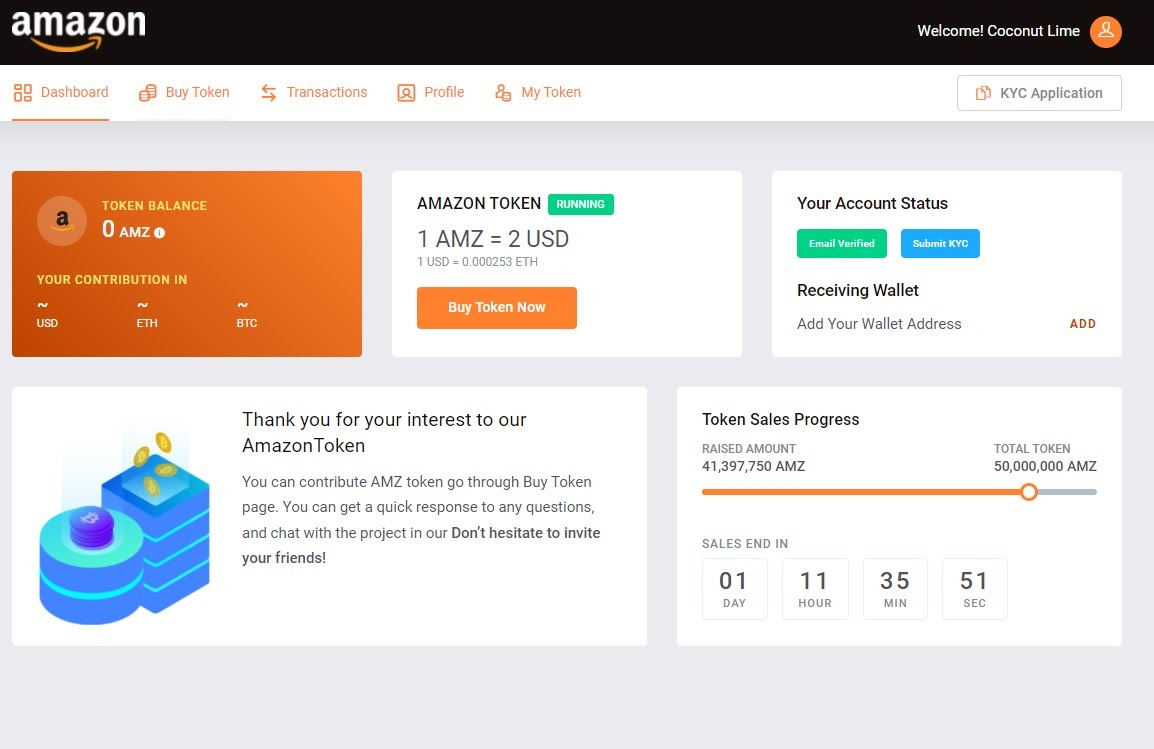 amazon
Welcome! Coconut Lime
Dashboard
Buy Token
Transactions
Profile
My Token
KYC Application
TOKEN BALANCE
0 AMZ
YOUR CONTRIBUTION IN
~ ~ ~
USD ETH BTC
AMAZON TOKEN RUNNING
1 AMZ = 2 USD
1 USD = 0.000253 ETH
Buy Token Now
Your Account Status
Email Verified Submit KYC
Receiving Wallet
Add Your Wallet Address ADD
Thank you for your interest to our
AmazonToken
You can contribute AMZ token go through Buy Token
page. You can get a quick response to any questions,
and chat with the project in our Don't hesitate to invite
your friends!
Token Sales Progress
RAISED AMOUNT TOTAL TOKEN
41,397,750 AMZ 50,000,000 AMZ
SALES END IN
01 11 35 51
DAY HOUR MIN SEC